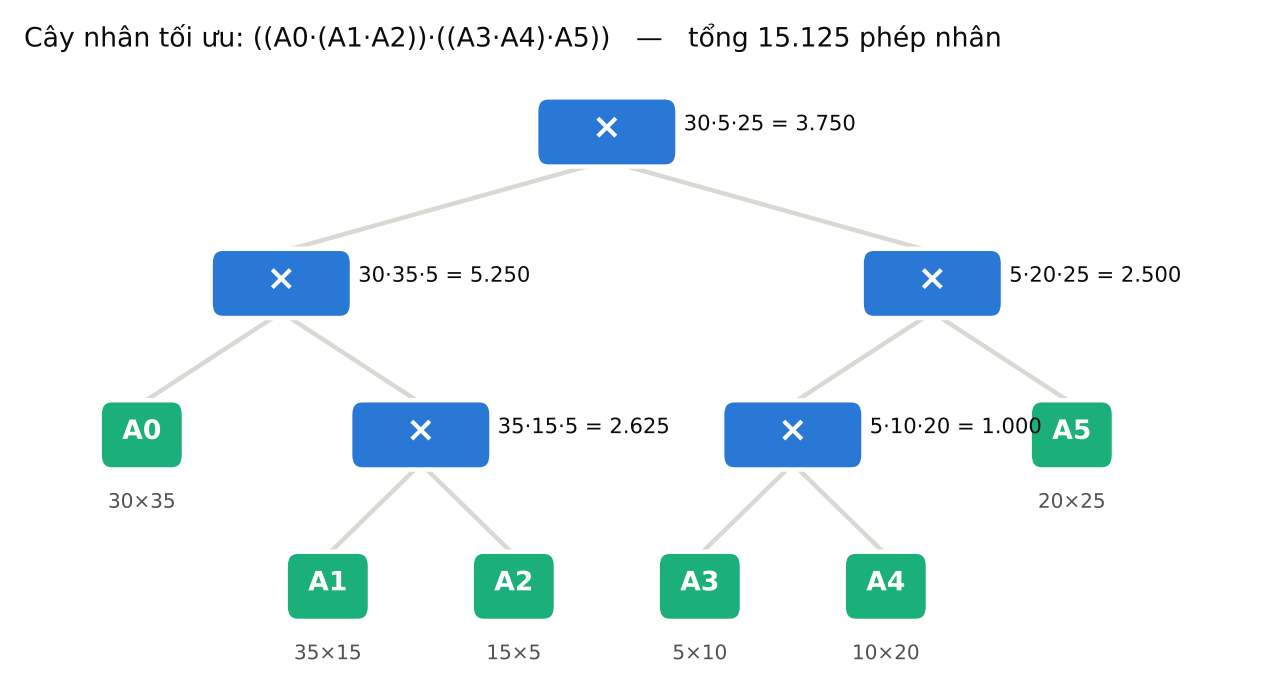 Cây nhân tối ưu: ((A0·(A1·A2))·((A3·A4)·A5)) — tổng 15.125 phép nhân
× 30·5·25 = 3.750
× 30·35·5 = 5.250
× 5·20·25 = 2.500
A0
× 35·15·5 = 2.625
× 5·10·20 = 1.000
A5
30×35
20×25
A1
A2
A3
A4
35×15
15×5
5×10
10×20